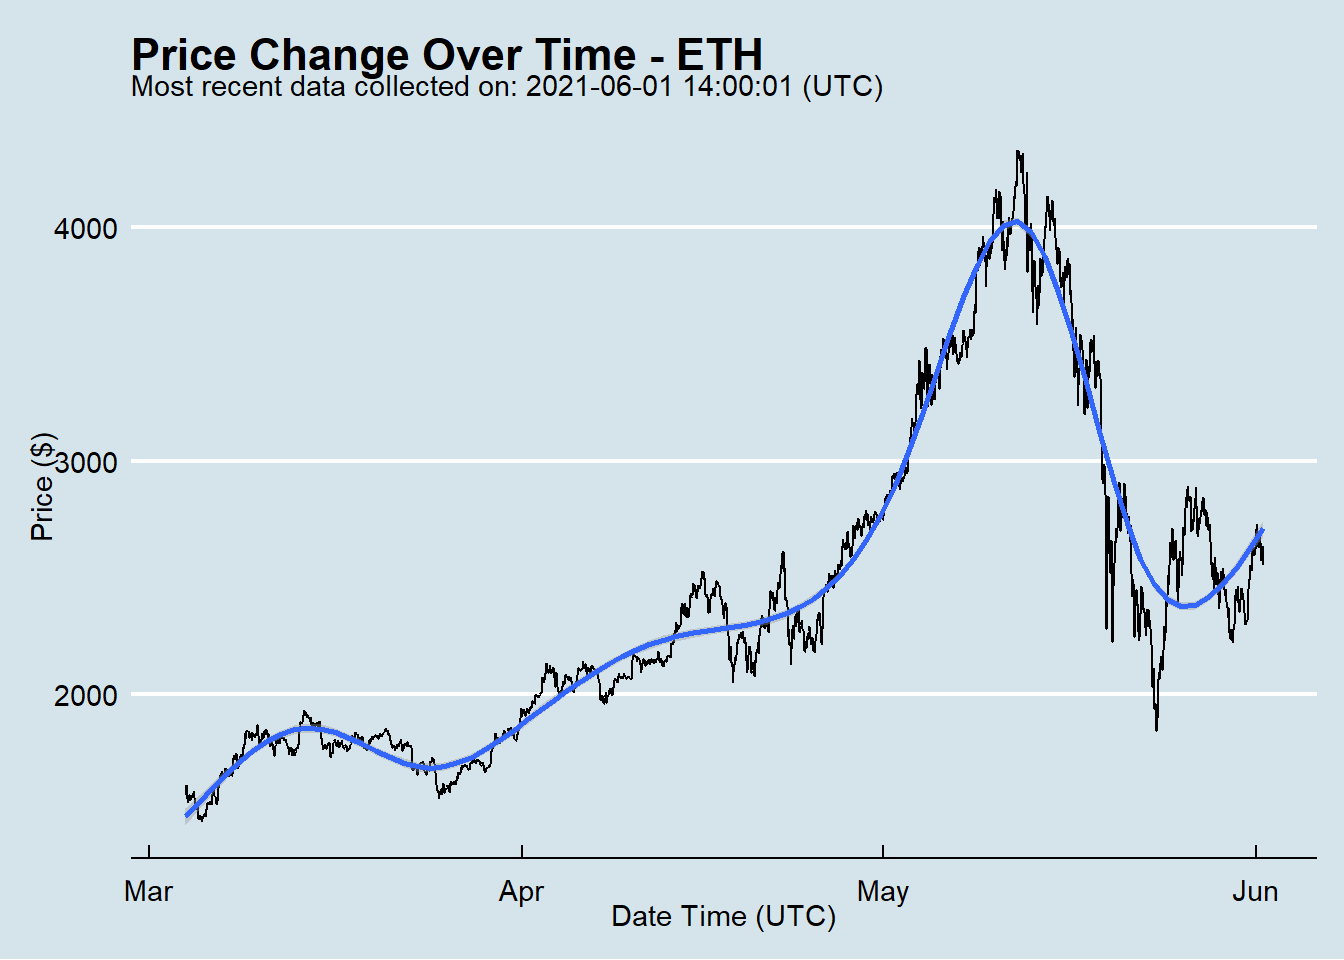 Price Change Over Time - ETH
Most recent data collected on: 2021-06-01 14:00:01 (UTC)
Price ($)
4000
3000
2000
Mar
Apr
May
Jun
Date Time (UTC)